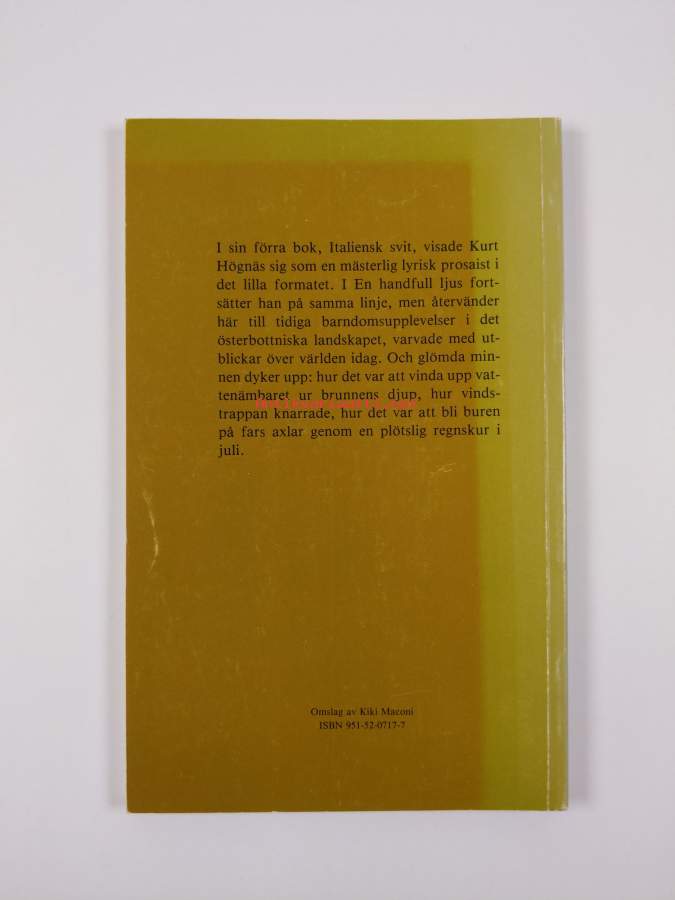 I sin förra bok, Italiensk svit, visade Kurt
Högnäs sig som en mästerlig lyrisk prosaist i
det lilla formatet. I En handfull ljus fort-
sätter han på samma linje, men återvänder
här till tidiga barndomsupplevelser i det
österbottniska landskapet, varvade med ut-
blickar över världen idag. Och glömda min-
nen dyker upp: hur det var att vinda upp vat-
tenämbaret ur brunnens djup, hur vinds-
trappan knarrade, hur det var att bli buren
på fars axlar genom en plötslig regnskur i
juli.
Omslag av Kiki Maconi
ISBN 951-52-0717-7